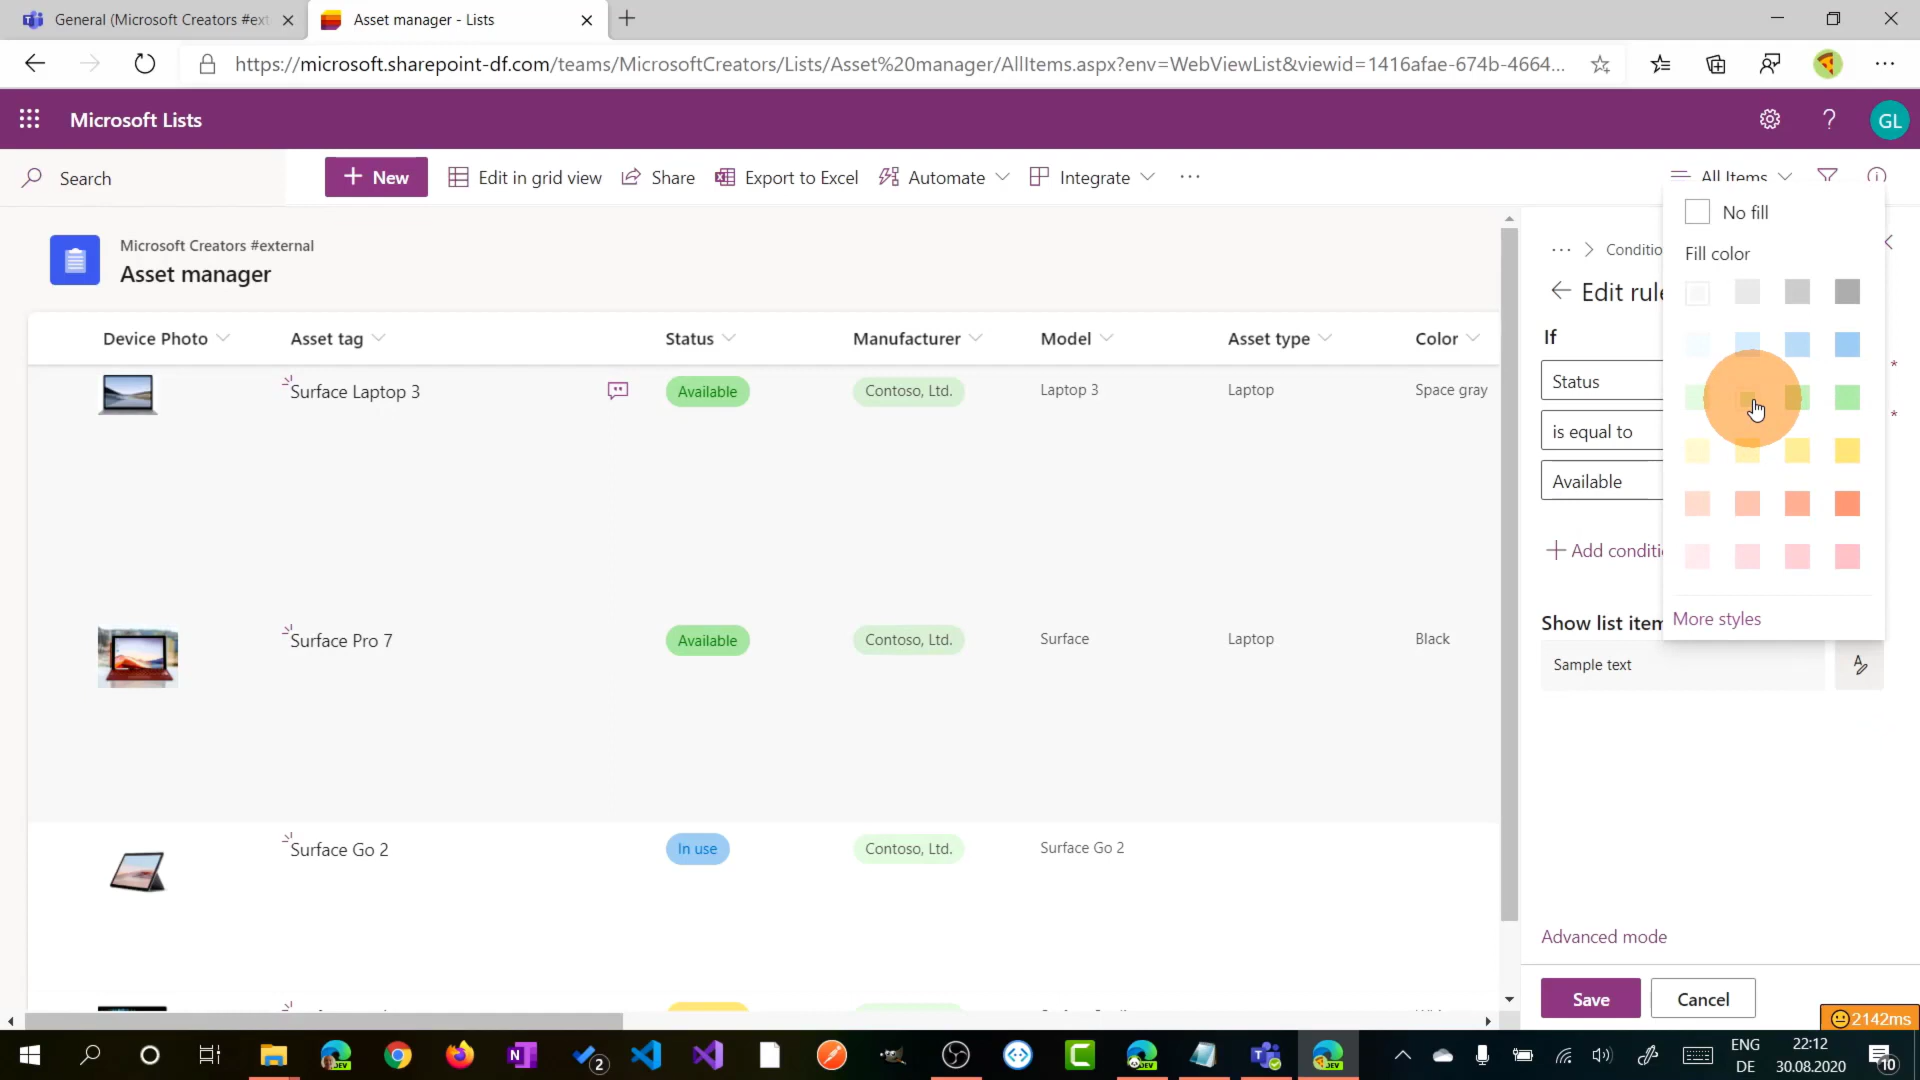 General (Microsoft Creators #ext
Asset manager - Lists
https://microsoft.sharepoint-df.com/teams/MicrosoftCreators/Lists/Asset%20manager/AllItems.aspx?env=WebViewList&viewid=1416afae-674b-4664...
Microsoft Lists
GL
Search
New
Edit in grid view
Share
Export to Excel
Automate
Integrate
All Items
Microsoft Creators #external
Asset manager
Device Photo
Asset tag
Status
Manufacturer
Model
Asset type
Color
Surface Laptop 3
Available
Contoso, Ltd.
Laptop 3
Laptop
Space gray
Surface Pro 7
Available
Contoso, Ltd.
Surface
Laptop
Black
Surface Go 2
In use
Contoso, Ltd.
Surface Go 2
Conditio
Edit rule
If
Status
*
is equal to
*
Available
Add conditi
Show list item
Sample text
No fill
Fill color
More styles
Advanced mode
Save
Cancel
2142ms
DEV
N
2
DEV
DEV
ENG
DE
22:12
30.08.2020
10